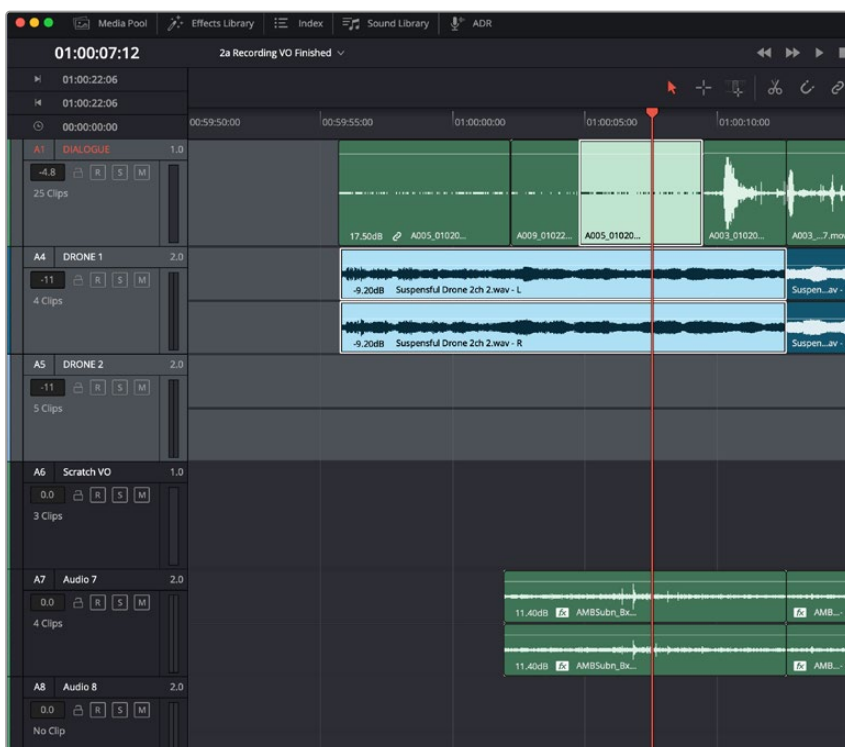 Media Pool Effects Library Index Sound Library ADR
01:00:07:12 2a Recording VO Finished
01:00:22:06
01:00:22:06
00:00:00:00
00:59:50:00 00:59:55:00 01:00:00:00 01:00:05:00 01:00:10:00
A1 DIALOGUE 1.0
-4.8 R S M
25 Clips
17.50dB A005_01020... A009_01022... A005_01020... A003_01020... A003_...7.mov
A4 DRONE 1 2.0
-11 R S M
4 Clips
-9.20dB Suspensful Drone 2ch 2.wav - L Suspen...av -
-9.20dB Suspensful Drone 2ch 2.wav - R Suspen...av -
A5 DRONE 2 2.0
-11 R S M
5 Clips
A6 Scratch VO 1.0
0.0 R S M
3 Clips
A7 Audio 7 2.0
0.0 R S M
4 Clips
11.40dB fx AMBSubn_Bx... fx AMB...-
11.40dB fx AMBSubn_Bx... fx AMB...-
A8 Audio 8 2.0
0.0 R S M
No Clip